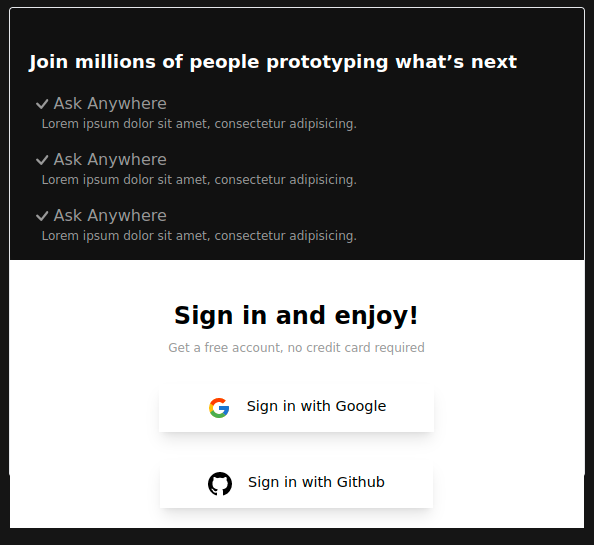 Join millions of people prototyping what’s next
Ask Anywhere
Lorem ipsum dolor sit amet, consectetur adipisicing.
Ask Anywhere
Lorem ipsum dolor sit amet, consectetur adipisicing.
Ask Anywhere
Lorem ipsum dolor sit amet, consectetur adipisicing.
Sign in and enjoy!
Get a free account, no credit card required
Sign in with Google
Sign in with Github